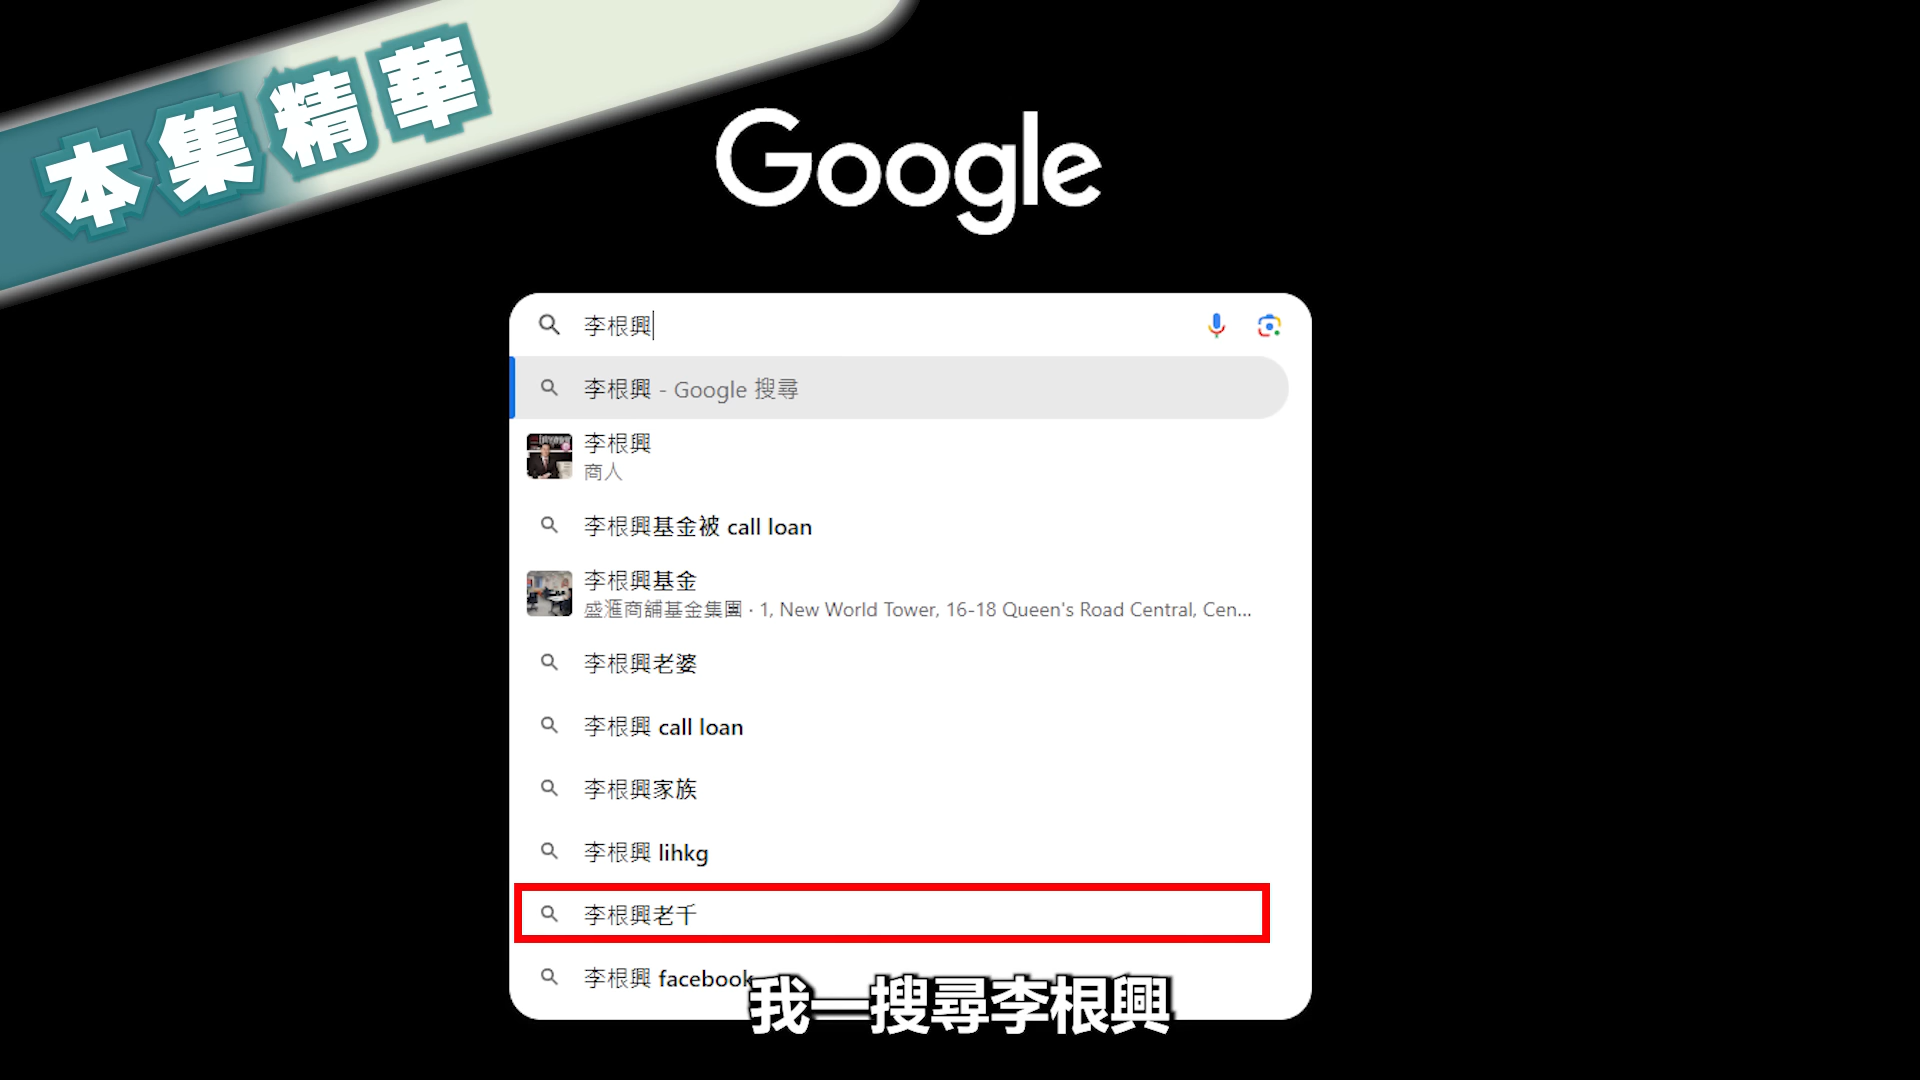 本集精華
Google
李根興
李根興 - Google 搜尋
李根興
商人
李根興基金被 call loan
李根興基金
盛滙商舖基金集團 · 1, New World Tower, 16-18 Queen's Road Central, Cen...
李根興老婆
李根興 call loan
李根興家族
李根興 lihkg
李根興老千
李根興 facebook
我一搜尋李根興